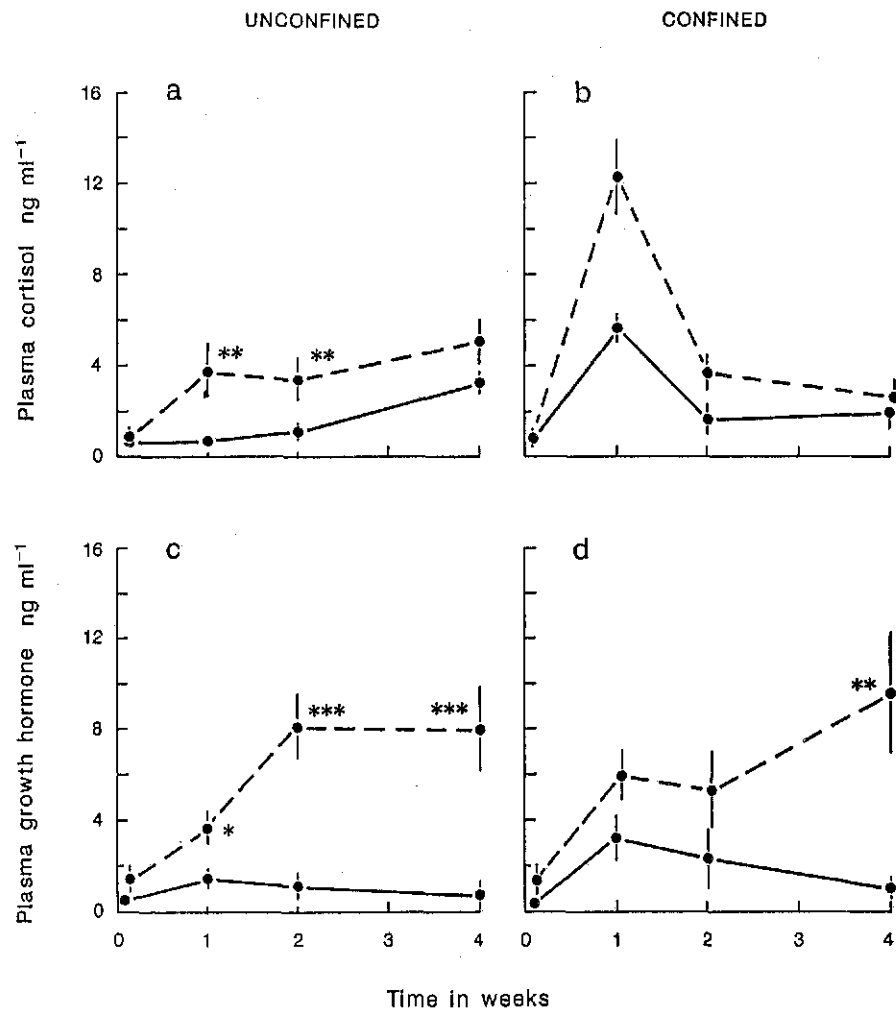 UNCONFINED CONFINED
a b
Plasma cortisol ng ml⁻¹
16 12 8 4 0
** **
c d
Plasma growth hormone ng ml⁻¹
16 12 8 4 0
* *** *** **
0 1 2 3 4 0 1 2 3 4
Time in weeks